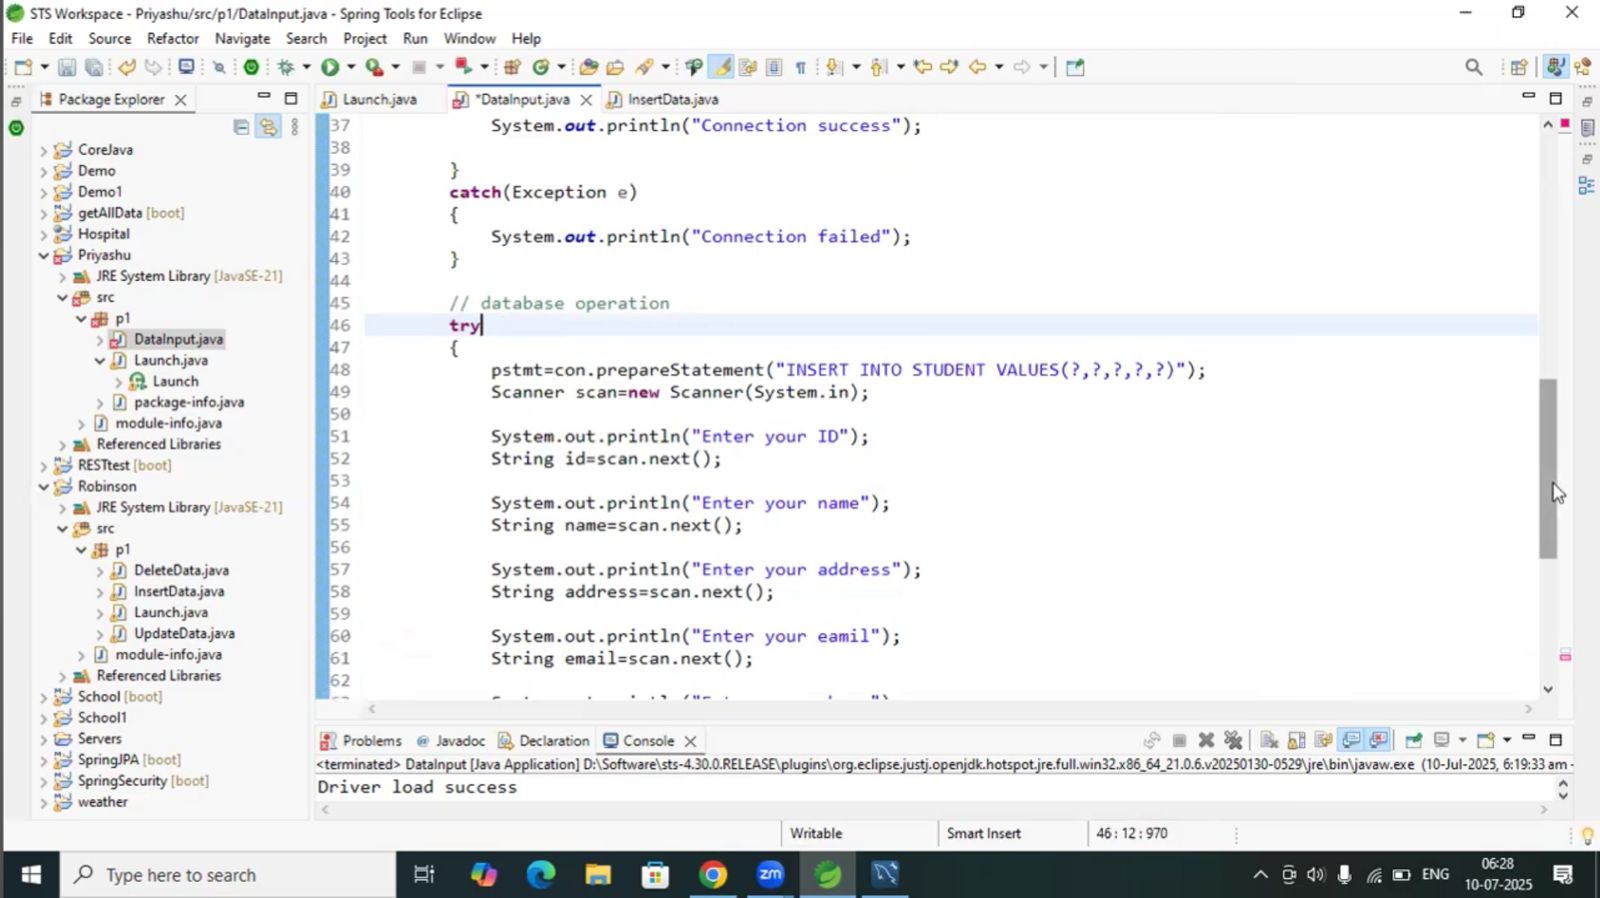 STS Workspace - Priyashu/src/p1/DataInput.java - Spring Tools for Eclipse
File Edit Source Refactor Navigate Search Project Run Window Help
Package Explorer
Launch.java *DataInput.java InsertData.java
CoreJava
Demo
Demo1
getAllData [boot]
Hospital
Priyashu
JRE System Library [JavaSE-21]
src
p1
DataInput.java
Launch.java
Launch
package-info.java
module-info.java
Referenced Libraries
RESTtest [boot]
Robinson
JRE System Library [JavaSE-21]
src
p1
DeleteData.java
InsertData.java
Launch.java
UpdateData.java
module-info.java
Referenced Libraries
School [boot]
School1
Servers
SpringJPA [boot]
SpringSecurity [boot]
weather
37 System.out.println("Connection success");
38
39 }
40 catch(Exception e)
41 {
42 System.out.println("Connection failed");
43 }
44
45 // database operation
46 try
47 {
48 pstmt=con.prepareStatement("INSERT INTO STUDENT VALUES(?,?,?,?,?)");
49 Scanner scan=new Scanner(System.in);
50
51 System.out.println("Enter your ID");
52 String id=scan.next();
53
54 System.out.println("Enter your name");
55 String name=scan.next();
56
57 System.out.println("Enter your address");
58 String address=scan.next();
59
60 System.out.println("Enter your eamil");
61 String email=scan.next();
62
Problems Javadoc Declaration Console
<terminated> DataInput [Java Application] D:\Software\sts-4.30.0.RELEASE\plugins\org.eclipse.justj.openjdk.hotspot.jre.full.win32.x86_64_21.0.6.v20250130-0529\jre\bin\javaw.exe (10-Jul-2025, 6:19:33 am –
Driver load success
Writable Smart Insert 46 : 12 : 970
Type here to search
zm
ENG
06:28
10-07-2025